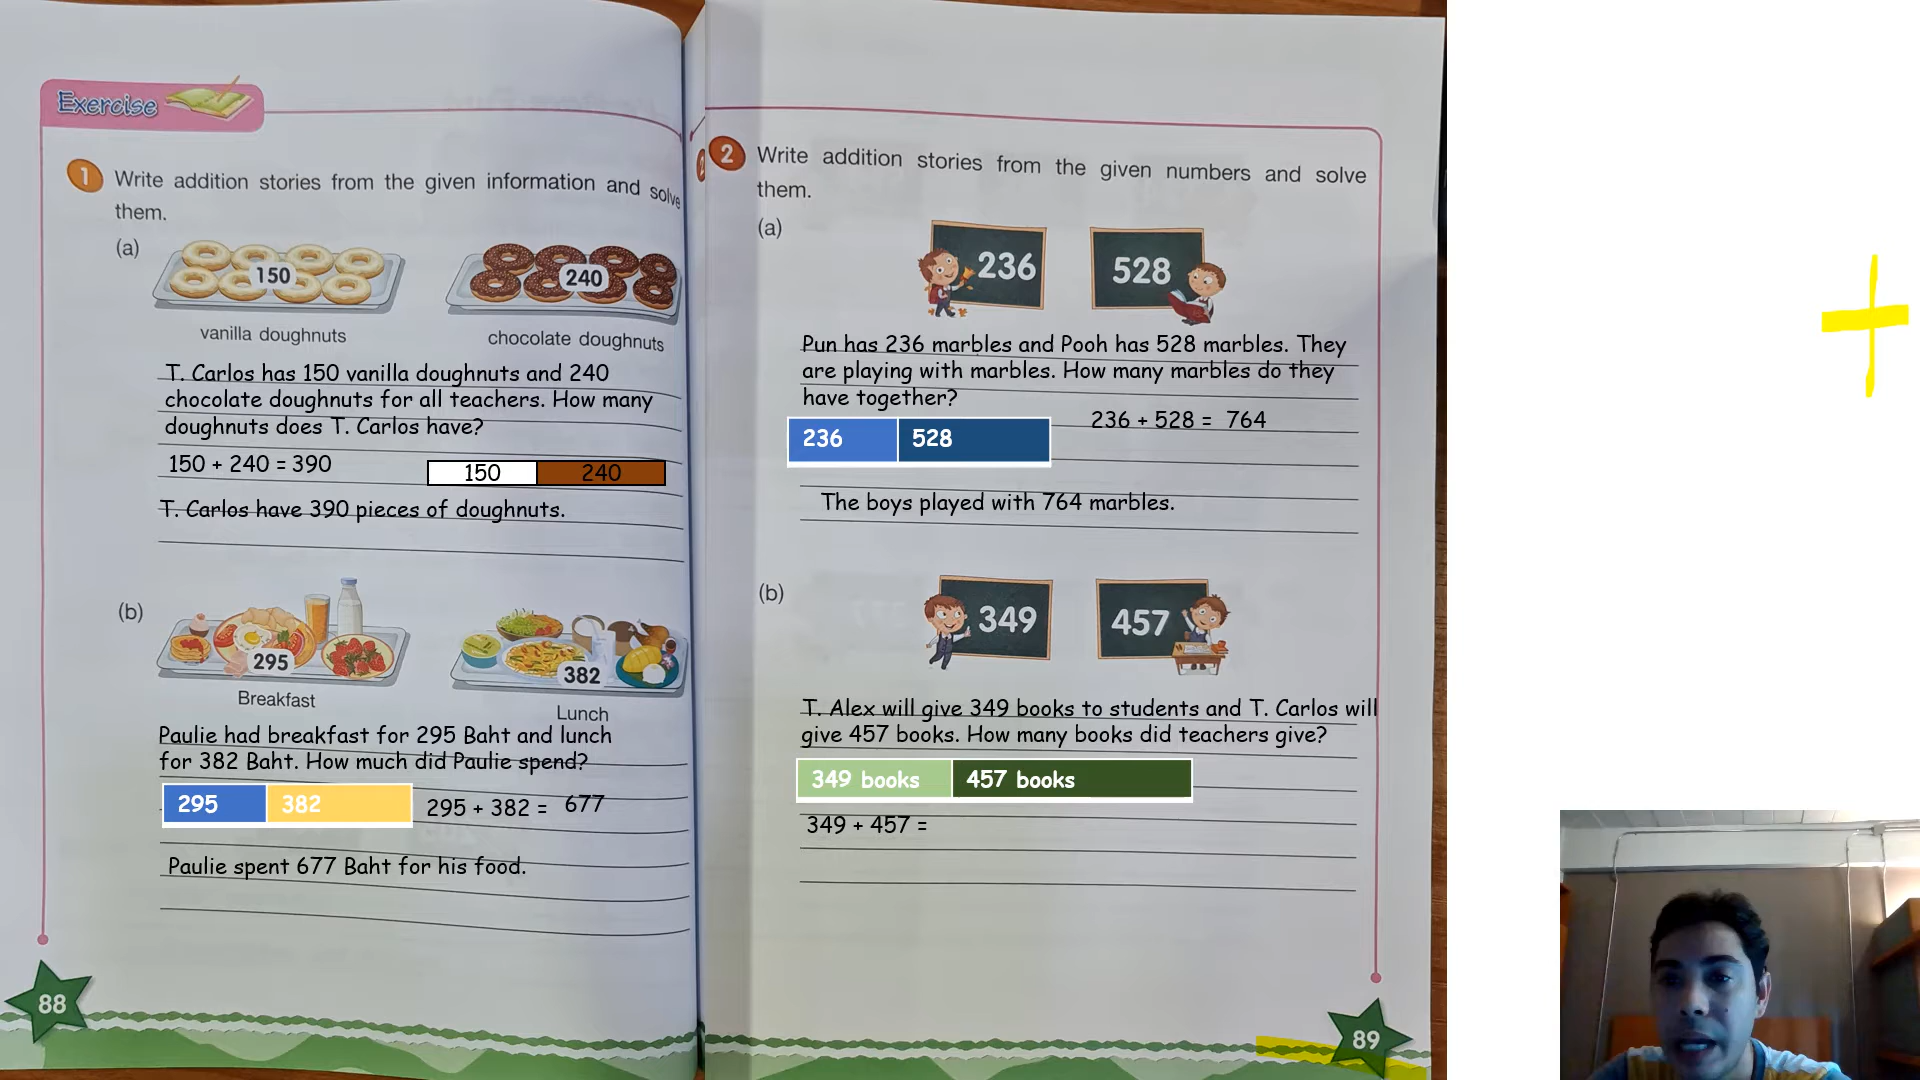 Exercise
1 Write addition stories from the given information and solve
them.
(a)
150
240
vanilla doughnuts
chocolate doughnuts
T. Carlos has 150 vanilla doughnuts and 240
chocolate doughnuts for all teachers. How many
doughnuts does T. Carlos have?
150 + 240 = 390
150 240
T. Carlos have 390 pieces of doughnuts.
(b)
295
382
Breakfast
Lunch
Paulie had breakfast for 295 Baht and lunch
for 382 Baht. How much did Paulie spend?
295 382
295 + 382 = 677
Paulie spent 677 Baht for his food.
88
2 Write addition stories from the given numbers and solve
them.
(a)
236
528
Pun has 236 marbles and Pooh has 528 marbles. They
are playing with marbles. How many marbles do they
have together?
236 528
236 + 528 = 764
The boys played with 764 marbles.
(b)
349
457
T. Alex will give 349 books to students and T. Carlos will
give 457 books. How many books did teachers give?
349 books 457 books
349 + 457 =
89
+